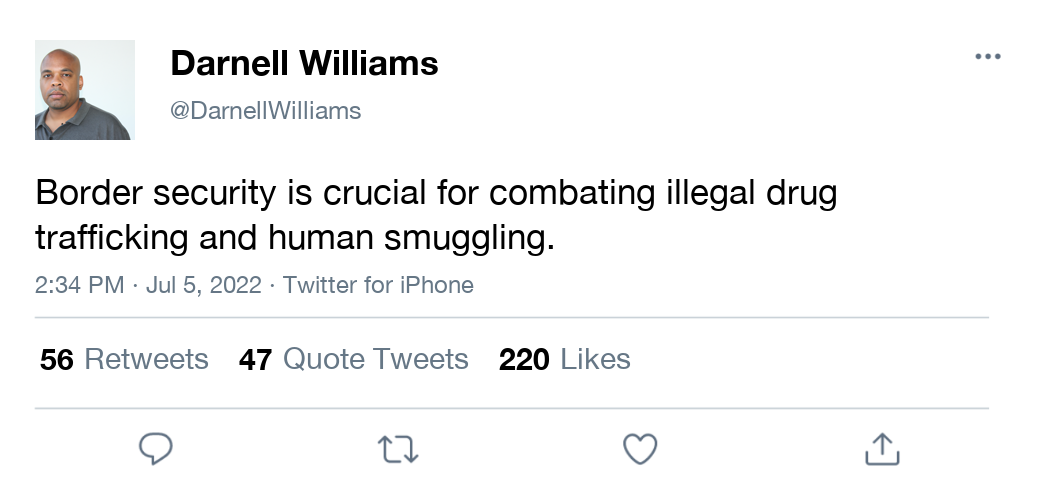 Darnell Williams
@DarnellWilliams
Border security is crucial for combating illegal drug
trafficking and human smuggling.
2:34 PM · Jul 5, 2022 · Twitter for iPhone
56 Retweets 47 Quote Tweets 220 Likes